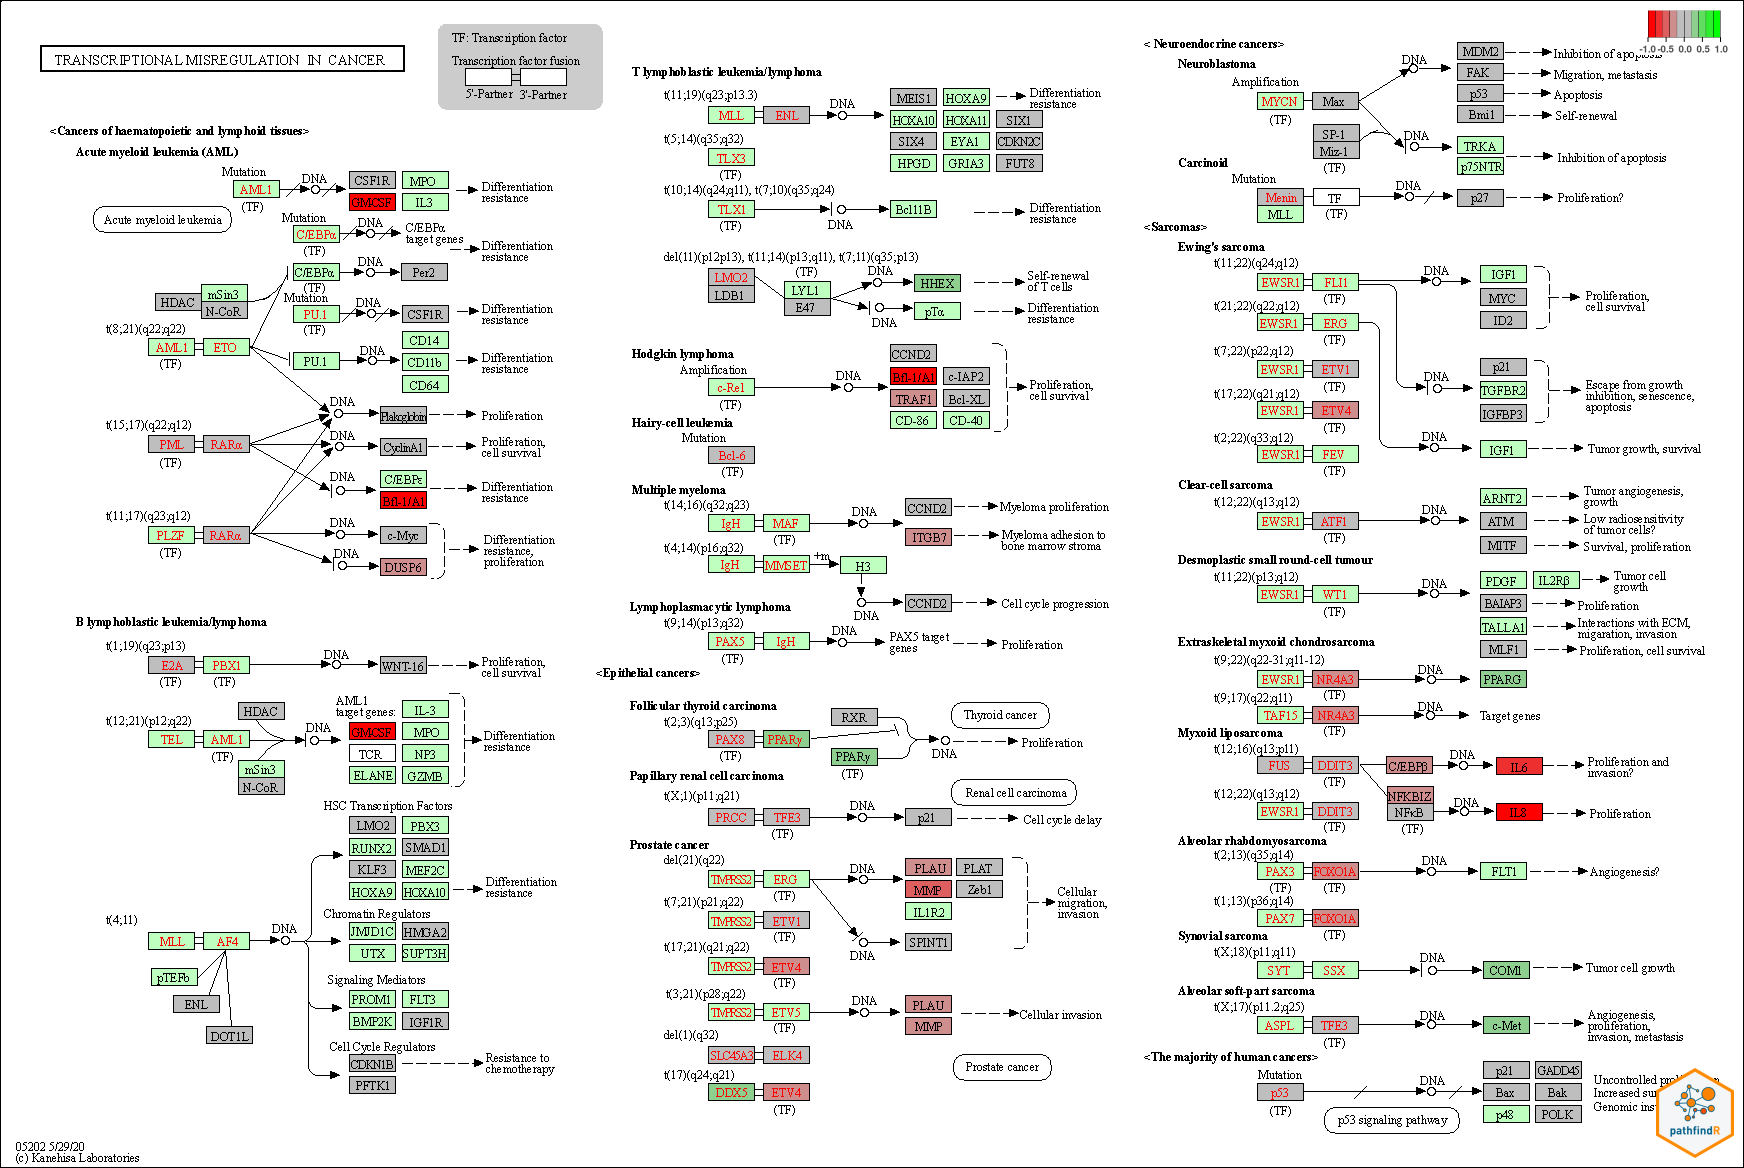 TRANSCRIPTIONAL MISREGULATION IN CANCER
TF: Transcription factor
Transcription factor fusion
5'-Partner 3'-Partner
<Cancers of haematopoietic and lymphoid tissues>
Acute myeloid leukemia (AML)
Mutation
AML1
(TF)
DNA
CSF1R
MPO
GMCSF
IL3
Differentiation
resistance
Acute myeloid leukemia
Mutation
C/EBPα
(TF)
DNA
C/EBPα
target genes
Differentiation
resistance
C/EBPα
(TF)
DNA
Per2
HDAC
mSin3
N-CoR
Mutation
PU.1
(TF)
DNA
CSF1R
Differentiation
resistance
t(8;21)(q22;q22)
AML1
ETO
(TF)
PU.1
DNA
CD14
CD11b
CD64
Differentiation
resistance
DNA
Plakoglobin
Proliferation
t(15;17)(q22;q12)
PML
RARα
(TF)
DNA
CyclinA1
Proliferation,
cell survival
DNA
C/EBPε
Bfl-1/A1
Differentiation
resistance
t(11;17)(q23;q12)
PLZF
RARα
(TF)
DNA
c-Myc
DNA
DUSP6
Differentiation
resistance,
proliferation
B lymphoblastic leukemia/lymphoma
t(1;19)(q23;p13)
E2A
PBX1
(TF)
(TF)
DNA
WNT-16
Proliferation,
cell survival
t(12;21)(p12;q22)
TEL
AML1
(TF)
HDAC
mSin3
N-CoR
DNA
AML1
target genes:
IL-3
GMCSF
MPO
TCR
NP3
ELANE
GZMB
Differentiation
resistance
HSC Transcription Factors
LMO2
PBX3
RUNX2
SMAD1
KLF3
MEF2C
HOXA9
HOXA10
Differentiation
resistance
t(4;11)
MLL
AF4
DNA
pTEFb
ENL
DOT1L
Chromatin Regulators
JMJD1C
HMGA2
UTX
SUPT3H
Signaling Mediators
PROM1
FLT3
BMP2K
IGF1R
Cell Cycle Regulators
CDKN1B
PFTK1
Resistance to
chemotherapy
05202 5/29/20
(c) Kanehisa Laboratories
T lymphoblastic leukemia/lymphoma
t(11;19)(q23;p13.3)
MLL
ENL
DNA
MEIS1
HOXA9
HOXA10
HOXA11
SIX1
SIX4
EYA1
CDKN2C
HPGD
GRIA3
FUT8
Differentiation
resistance
t(5;14)(q35;q32)
TLX3
(TF)
t(10;14)(q24;q11), t(7;10)(q35;q24)
TLX1
(TF)
DNA
Bcl11B
Differentiation
resistance
del(11)(p12p13), t(11;14)(p13;q11), t(7;11)(q35;p13)
LMO2
LDB1
(TF)
LYL1
E47
DNA
HHEX
Self-renewal
of T cells
DNA
pTα
Differentiation
resistance
Hodgkin lymphoma
Amplification
c-Rel
(TF)
DNA
CCND2
Bfl-1/A1
c-IAP2
TRAF1
Bcl-XL
CD-86
CD-40
Proliferation,
cell survival
Hairy-cell leukemia
Mutation
Bcl-6
(TF)
Multiple myeloma
t(14;16)(q32;q23)
IgH
MAF
(TF)
DNA
CCND2
Myeloma proliferation
ITGB7
Myeloma adhesion to
bone marrow stroma
t(4;14)(p16;q32)
IgH
MMSET
+m
H3
DNA
CCND2
Cell cycle progression
Lymphoplasmacytic lymphoma
t(9;14)(p13;q32)
PAX5
IgH
(TF)
DNA
PAX5 target
genes
Proliferation
<Epithelial cancers>
Follicular thyroid carcinoma
t(2;3)(q13;p25)
PAX8
PPARγ
(TF)
(TF)
RXR
PPARγ
(TF)
DNA
Thyroid cancer
Proliferation
Papillary renal cell carcinoma
t(X;1)(p11;q21)
PRCC
TFE3
(TF)
DNA
p21
Renal cell carcinoma
Cell cycle delay
Prostate cancer
del(21)(q22)
TMPRSS2
ERG
(TF)
DNA
PLAU
PLAT
MMP
Zeb1
IL1R2
Cellular
migration,
invasion
t(7;21)(p21;q22)
TMPRSS2
ETV1
(TF)
DNA
SPINT1
t(17;21)(q21;q22)
TMPRSS2
ETV4
(TF)
t(3;21)(p28;q22)
TMPRSS2
ETV5
(TF)
DNA
PLAU
MMP
Cellular invasion
del(1)(q32)
SLC45A3
ELK4
t(17)(q24;q21)
DDX5
ETV4
(TF)
Prostate cancer
< Neuroendocrine cancers>
Neuroblastoma
Amplification
MYCN
(TF)
Max
DNA
MDM2
FAK
Migration, metastasis
p53
Apoptosis
Bmi1
Self-renewal
SP-1
Miz-1
DNA
TRKA
p75NTR
Inhibition of apoptosis
Carcinoid
Mutation
Menin
MLL
TF
(TF)
DNA
p27
Proliferation?
<Sarcomas>
Ewing's sarcoma
t(11;22)(q24;q12)
EWSR1
FLI1
(TF)
DNA
IGF1
MYC
ID2
Proliferation,
cell survival
t(21;22)(q22;q12)
EWSR1
ERG
(TF)
t(7;22)(p22;q12)
EWSR1
ETV1
(TF)
DNA
p21
TGFBR2
IGFBP3
Escape from growth
inhibition, senescence,
apoptosis
t(17;22)(q21;q12)
EWSR1
ETV4
(TF)
t(2;22)(q33;q12)
EWSR1
FEV
(TF)
DNA
IGF1
Tumor growth, survival
Clear-cell sarcoma
t(12;22)(q13;q12)
EWSR1
ATF1
(TF)
DNA
ARNT2
Tumor angiogenesis,
growth
ATM
Low radiosensitivity
of tumor cells?
MITF
Survival, proliferation
Desmoplastic small round-cell tumour
t(11;22)(p13;q12)
EWSR1
WT1
(TF)
DNA
PDGF
IL2Rβ
Tumor cell
growth
BAIAP3
Proliferation
TALLA1
Interactions with ECM,
migaration, invasion
MLF1
Proliferation, cell survival
Extraskeletal myxoid chondrosarcoma
t(9;22)(q22-31;q11-12)
EWSR1
NR4A3
(TF)
DNA
PPARG
t(9;17)(q22;q11)
TAF15
NR4A3
(TF)
DNA
Target genes
Myxoid liposarcoma
t(12;16)(q13;p11)
FUS
DDIT3
(TF)
C/EBPβ
DNA
IL6
Proliferation and
invasion?
t(12;22)(q13;q12)
EWSR1
DDIT3
(TF)
NFKBIZ
NFκB
(TF)
DNA
IL8
Proliferation
Alveolar rhabdomyosarcoma
t(2;13)(q35;q14)
PAX3
FOXO1A
(TF)
(TF)
DNA
FLT1
Angiogenesis?
t(1;13)(p36;q14)
PAX7
FOXO1A
(TF)
Synovial sarcoma
t(X;18)(p11;q11)
SYT
SSX
(TF)
DNA
COM1
Tumor cell growth
Alveolar soft-part sarcoma
t(X;17)(p11.2;q25)
ASPL
TFE3
(TF)
DNA
c-Met
Angiogenesis,
proliferation,
invasion, metastasis
<The majority of human cancers>
Mutation
p53
(TF)
DNA
p53 signaling pathway
p21
GADD45
Bax
Bak
p48
POLK
Uncontrolled
Increased
Genomic
-1.0 -0.5 0.0 0.5 1.0
Inhibition of
pathfindR